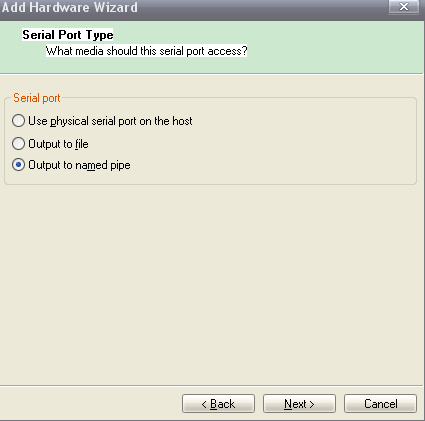 Add Hardware Wizard
Serial Port Type
What media should this serial port access?
Serial port
Use physical serial port on the host
Output to file
Output to named pipe
< Back
Next >
Cancel